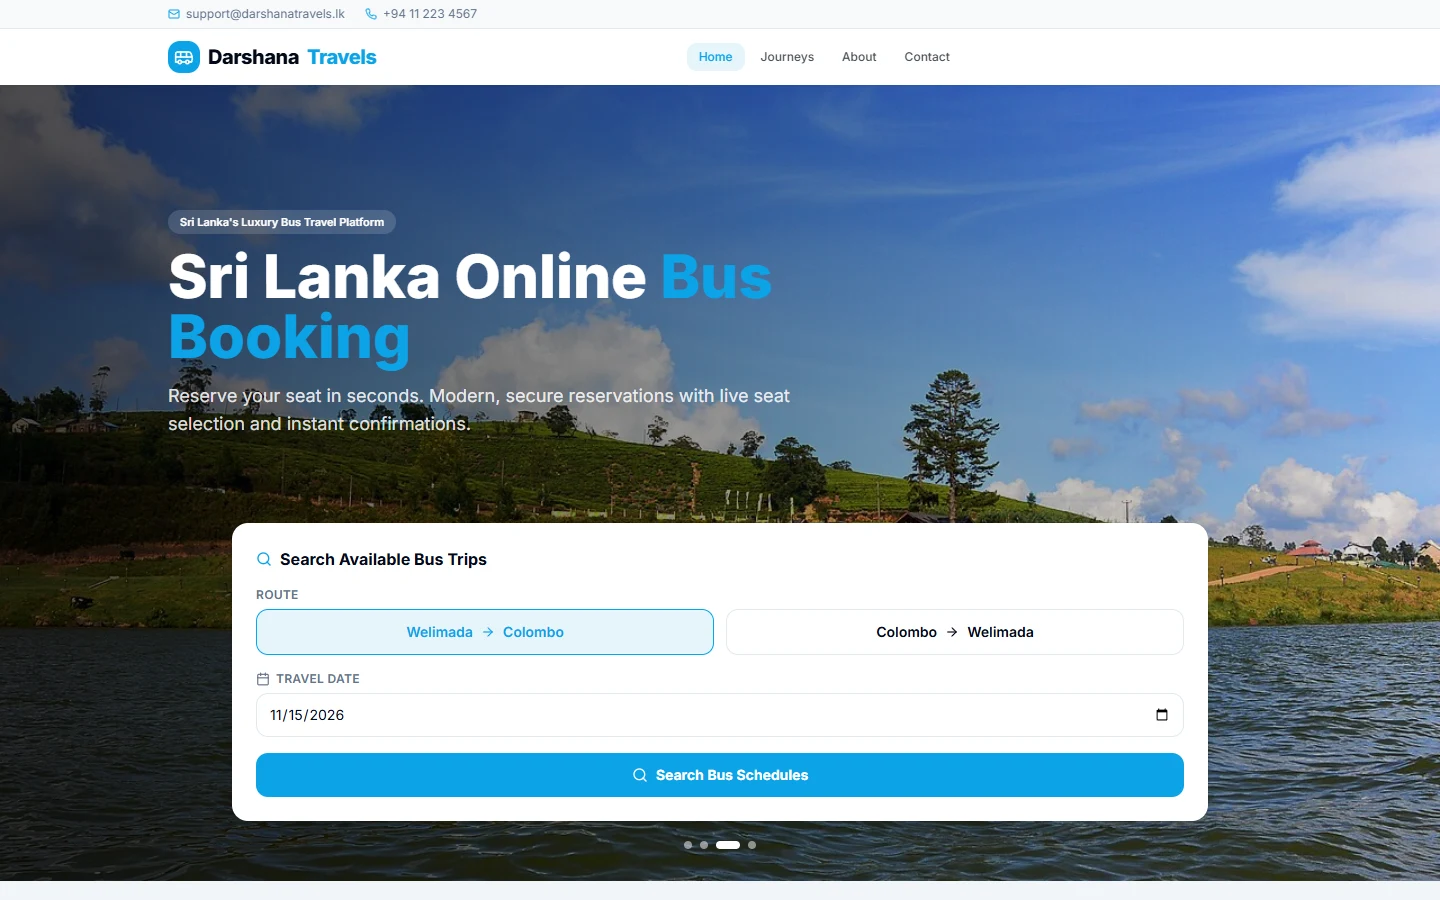 support@darshanatravels.lk +94 11 223 4567
Darshana Travels
Home Journeys About Contact
Sri Lanka's Luxury Bus Travel Platform
Sri Lanka Online Bus
Booking
Reserve your seat in seconds. Modern, secure reservations with live seat
selection and instant confirmations.
Search Available Bus Trips
ROUTE
Welimada → Colombo
Colombo → Welimada
TRAVEL DATE
11/15/2026
Search Bus Schedules